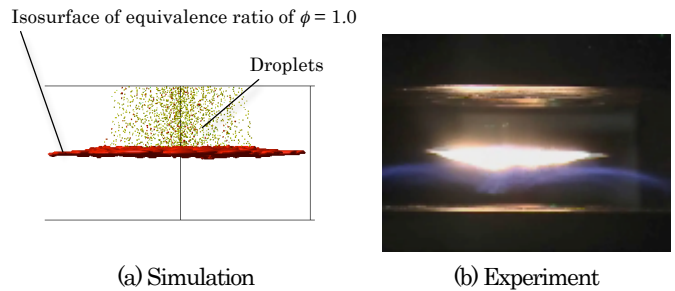 Isosurface of equivalence ratio of ϕ = 1.0
Droplets
(a) Simulation
(b) Experiment